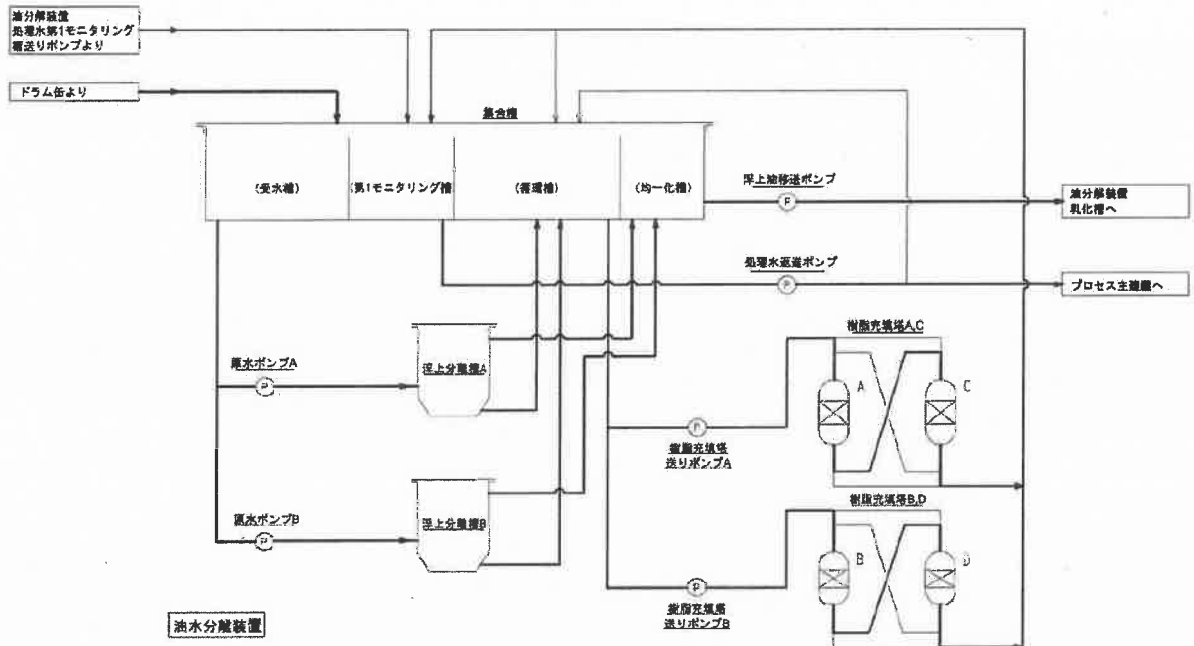 油分解装置
処理水第1モニタリング
槽送りポンプより
ドラム缶より
集合槽
(受水槽)
(第1モニタリング槽)
(循環槽)
(均一化槽)
浮上油移送ポンプ
P
油分解装置
乳化槽へ
処理水返送ポンプ
P
プロセス主建屋へ
樹脂充填塔A,C
原水ポンプA
P
浮上分離槽A
A
C
P
樹脂充填塔
送りポンプA
樹脂充填塔B,D
原水ポンプB
P
浮上分離槽B
B
D
P
樹脂充填塔
送りポンプB
油水分離装置